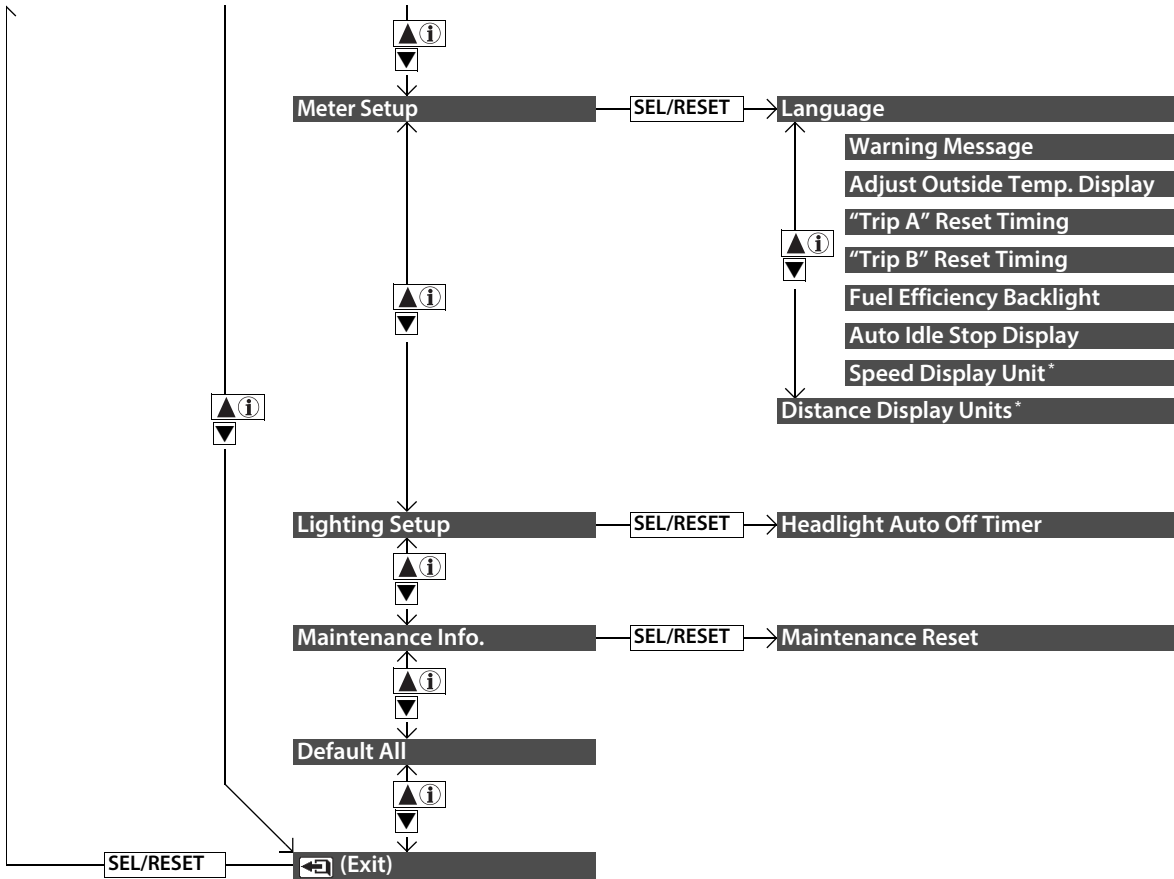 ▲ⓘ
▼
Meter Setup SEL/RESET Language
Warning Message
Adjust Outside Temp. Display
“Trip A” Reset Timing
▲ⓘ
▼
“Trip B” Reset Timing
▲ⓘ
▼
Fuel Efficiency Backlight
Auto Idle Stop Display
Speed Display Unit*
▲ⓘ
▼
Distance Display Units*
Lighting Setup SEL/RESET Headlight Auto Off Timer
▲ⓘ
▼
Maintenance Info. SEL/RESET Maintenance Reset
▲ⓘ
▼
Default All
▲ⓘ
▼
SEL/RESET (Exit)